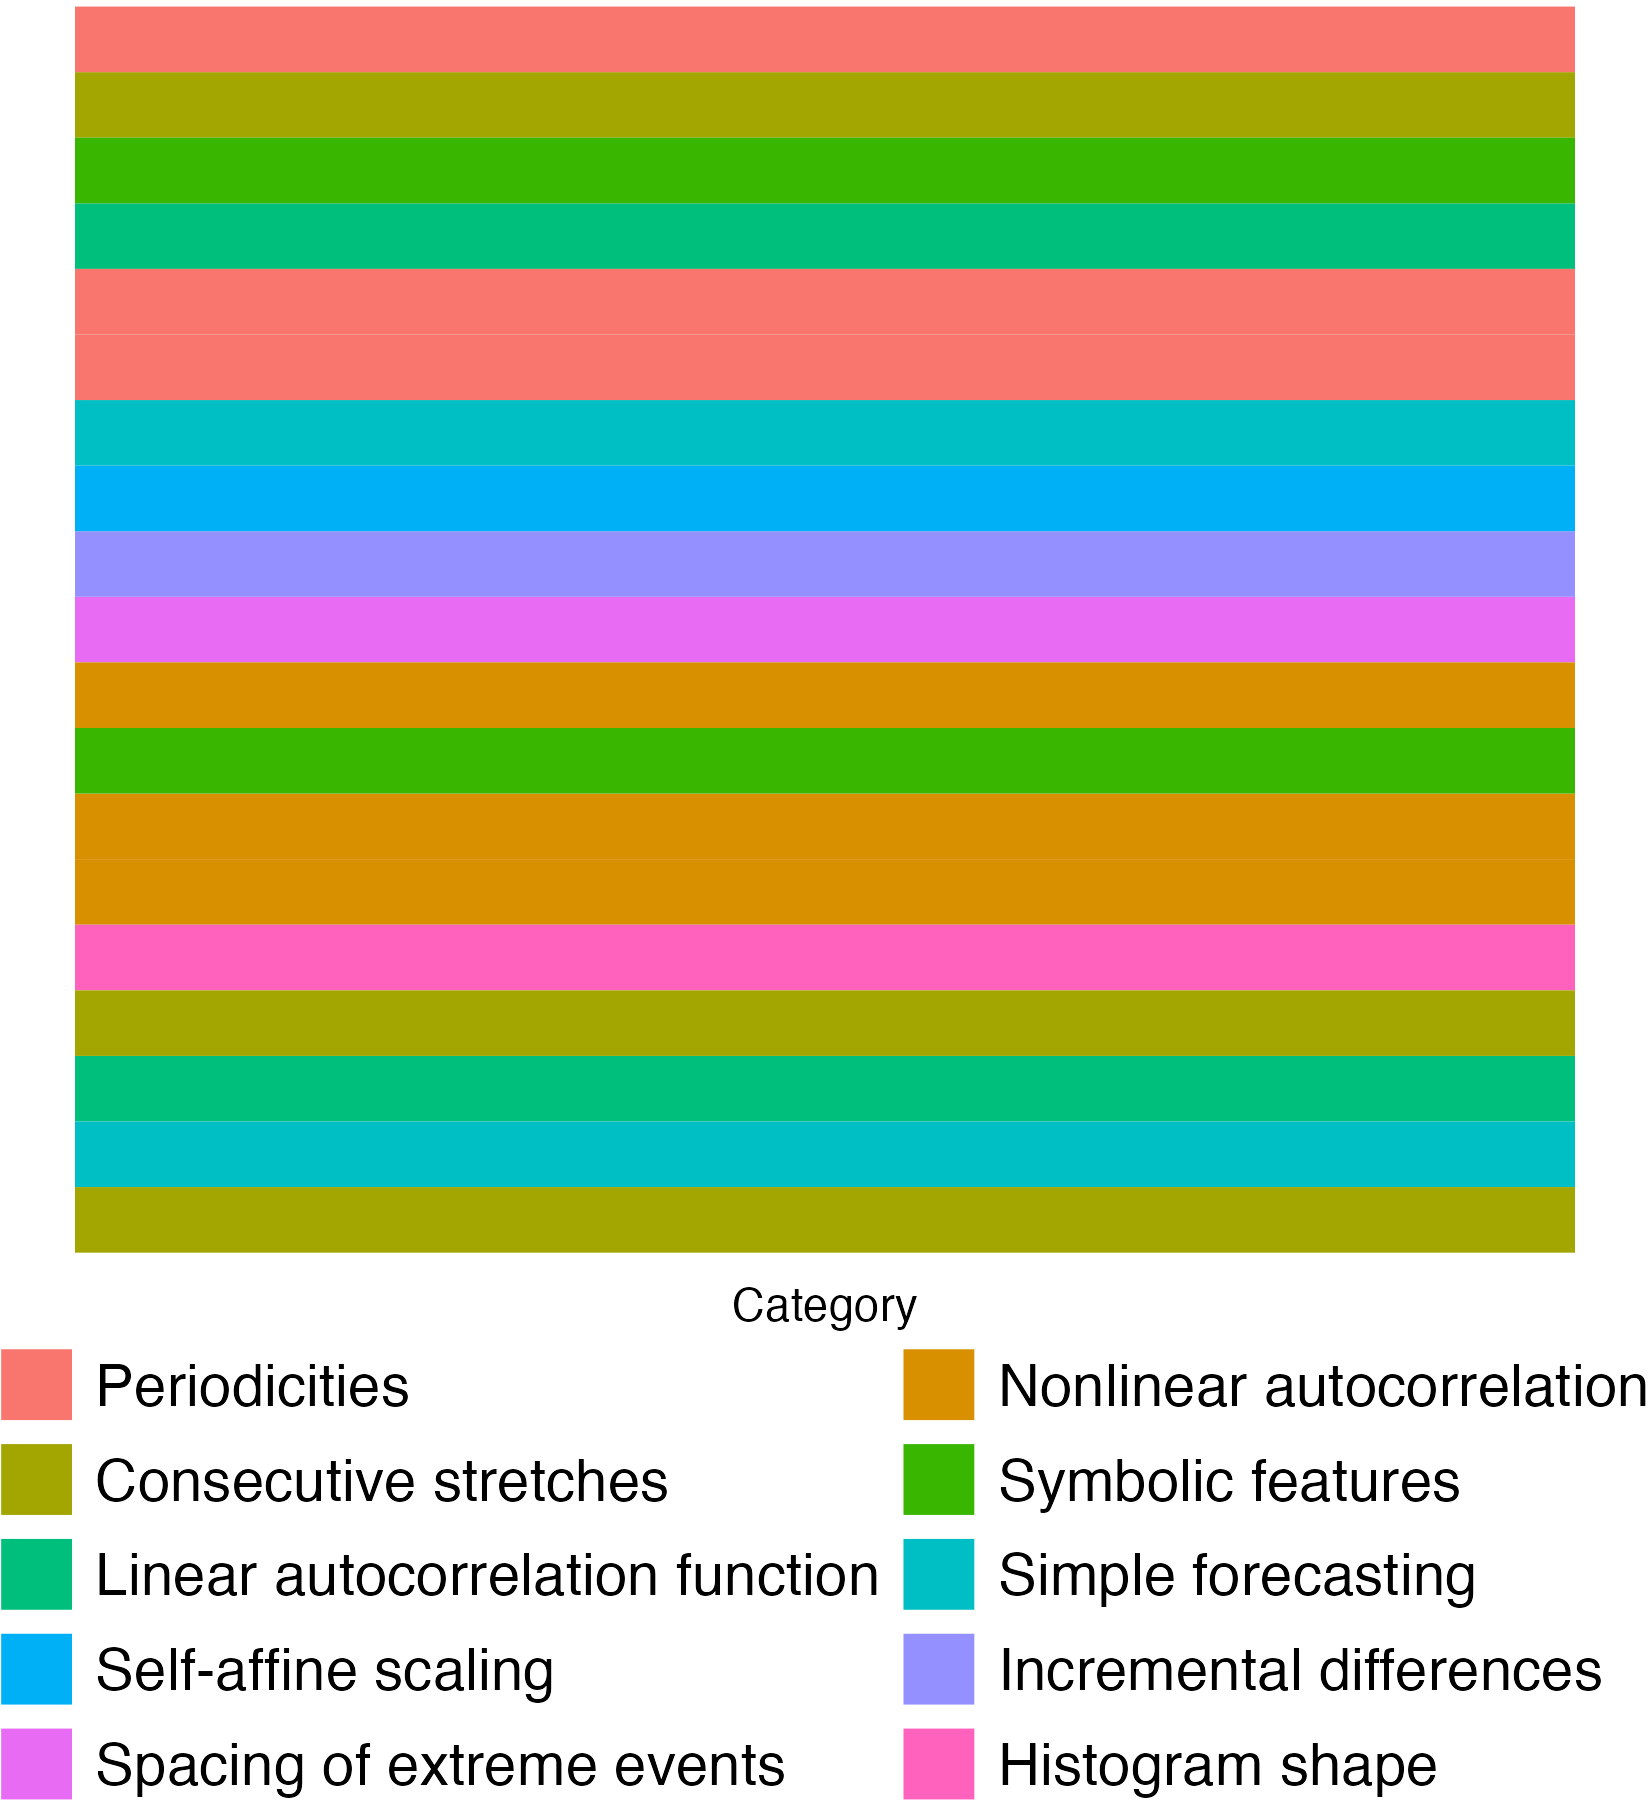 Category
Periodicities
Nonlinear autocorrelation
Consecutive stretches
Symbolic features
Linear autocorrelation function
Simple forecasting
Self-affine scaling
Incremental differences
Spacing of extreme events
Histogram shape